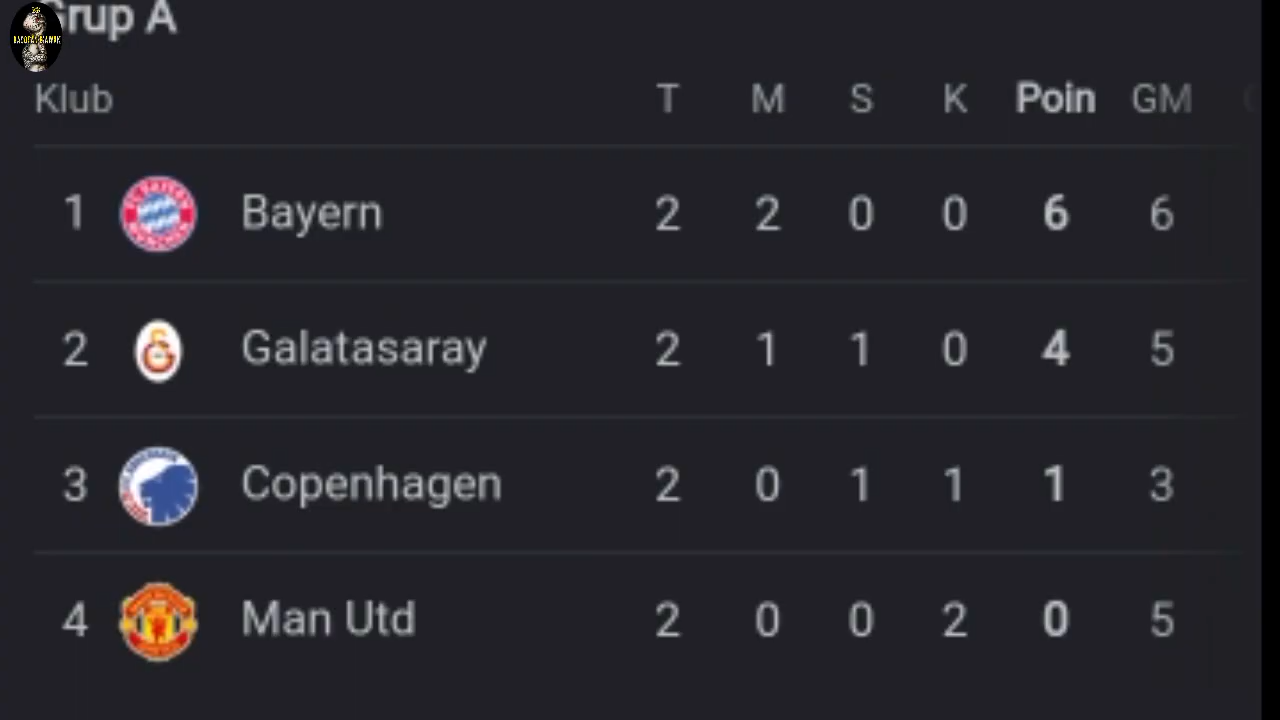 Grup A
Klub T M S K Poin GM
1 Bayern 2 2 0 0 6 6
2 Galatasaray 2 1 1 0 4 5
3 Copenhagen 2 0 1 1 1 3
4 Man Utd 2 0 0 2 0 5